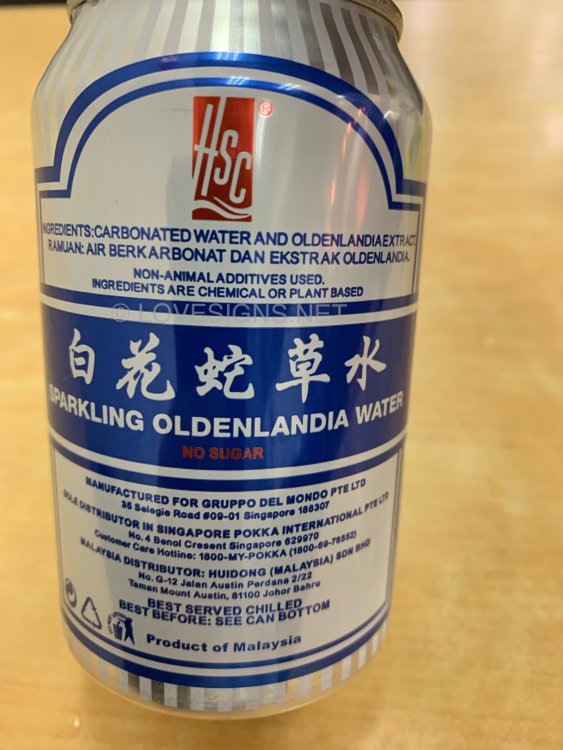 HSC
INGREDIENTS:CARBONATED WATER AND OLDENLANDIA EXTRACT.
RAMUAN: AIR BERKARBONAT DAN EKSTRAK OLDENLANDIA.
NON-ANIMAL ADDITIVES USED.
INGREDIENTS ARE CHEMICAL OR PLANT BASED
© LOVESIGNS.NET
白花蛇草水
SPARKLING OLDENLANDIA WATER
NO SUGAR
MANUFACTURED FOR GRUPPO DEL MONDO PTE LTD
35 Selegie Road #09-01 Singapore 188307
SOLE DISTRIBUTOR IN SINGAPORE POKKA INTERNATIONAL PTE LTD
No. 4 Benoi Cresent Singapore 629970
Customer Care Hotline: 1800-MY-POKKA (1800-69-76552)
MALAYSIA DISTRIBUTOR: HUIDONG (MALAYSIA) SDN BHD
No. G-12 Jalan Austin Perdana 2/22
Taman Mount Austin, 81100 Johor Bahru
BEST SERVED CHILLED
BEST BEFORE: SEE CAN BOTTOM
Product of Malaysia